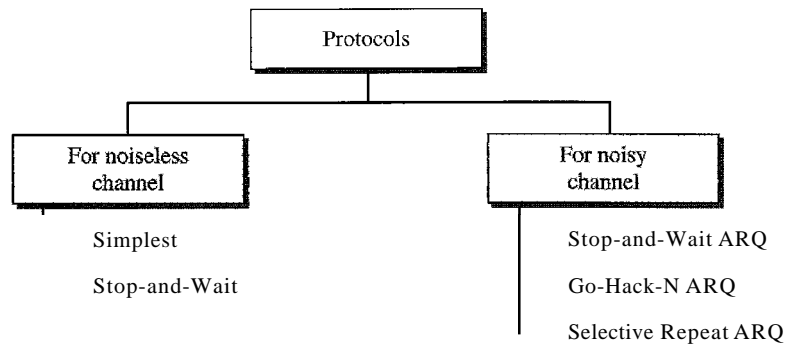 Protocols
For noiseless
channel
For noisy
channel
Simplest
Stop-and-Wait
Stop-and-Wait ARQ
Go-Hack-N ARQ
Selective Repeat ARQ